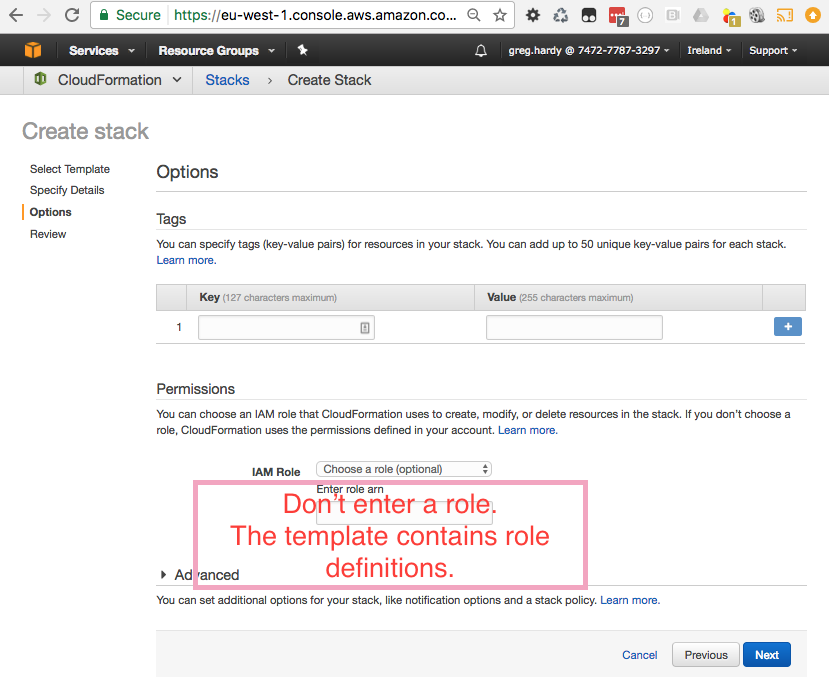 Secure https://eu-west-1.console.aws.amazon.co...
7
1
Services Resource Groups greg.hardy @ 7472-7787-3297 Ireland Support
CloudFormation Stacks > Create Stack
Create stack
Select Template
Specify Details
Options
Review
Options
Tags
You can specify tags (key-value pairs) for resources in your stack. You can add up to 50 unique key-value pairs for each stack.
Learn more.
Key (127 characters maximum) Value (255 characters maximum)
1 +
Permissions
You can choose an IAM role that CloudFormation uses to create, modify, or delete resources in the stack. If you don't choose a
role, CloudFormation uses the permissions defined in your account. Learn more.
IAM Role Choose a role (optional)
Enter role arn
Don't enter a role.
The template contains role
definitions.
Advanced
You can set additional options for your stack, like notification options and a stack policy. Learn more.
Cancel Previous Next